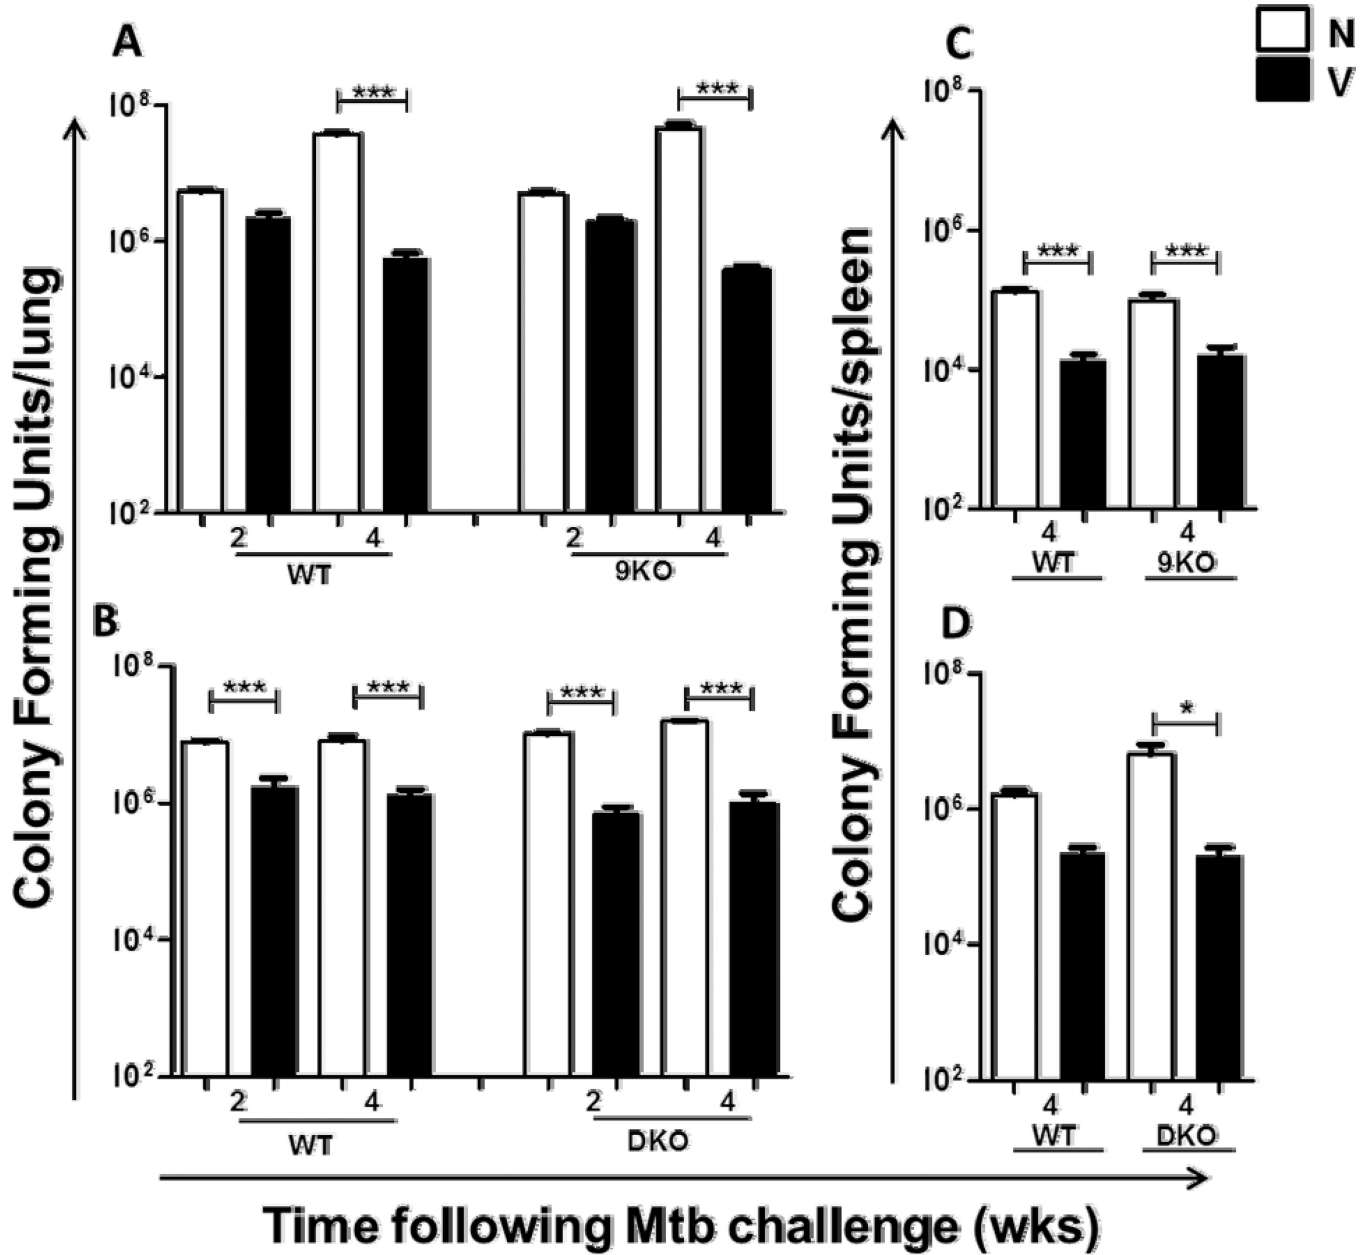 N
V
A
***
***
10⁸
10⁶
10⁴
10²
2 4 2 4
WT 9KO
Colony Forming Units/lung
B
***
***
***
***
10⁸
10⁶
10⁴
10²
2 4 2 4
WT DKO
C
***
***
10⁸
10⁶
10⁴
10²
4 4
WT 9KO
Colony Forming Units/spleen
D
*
10⁸
10⁶
10⁴
10²
4 4
WT DKO
Time following Mtb challenge (wks)